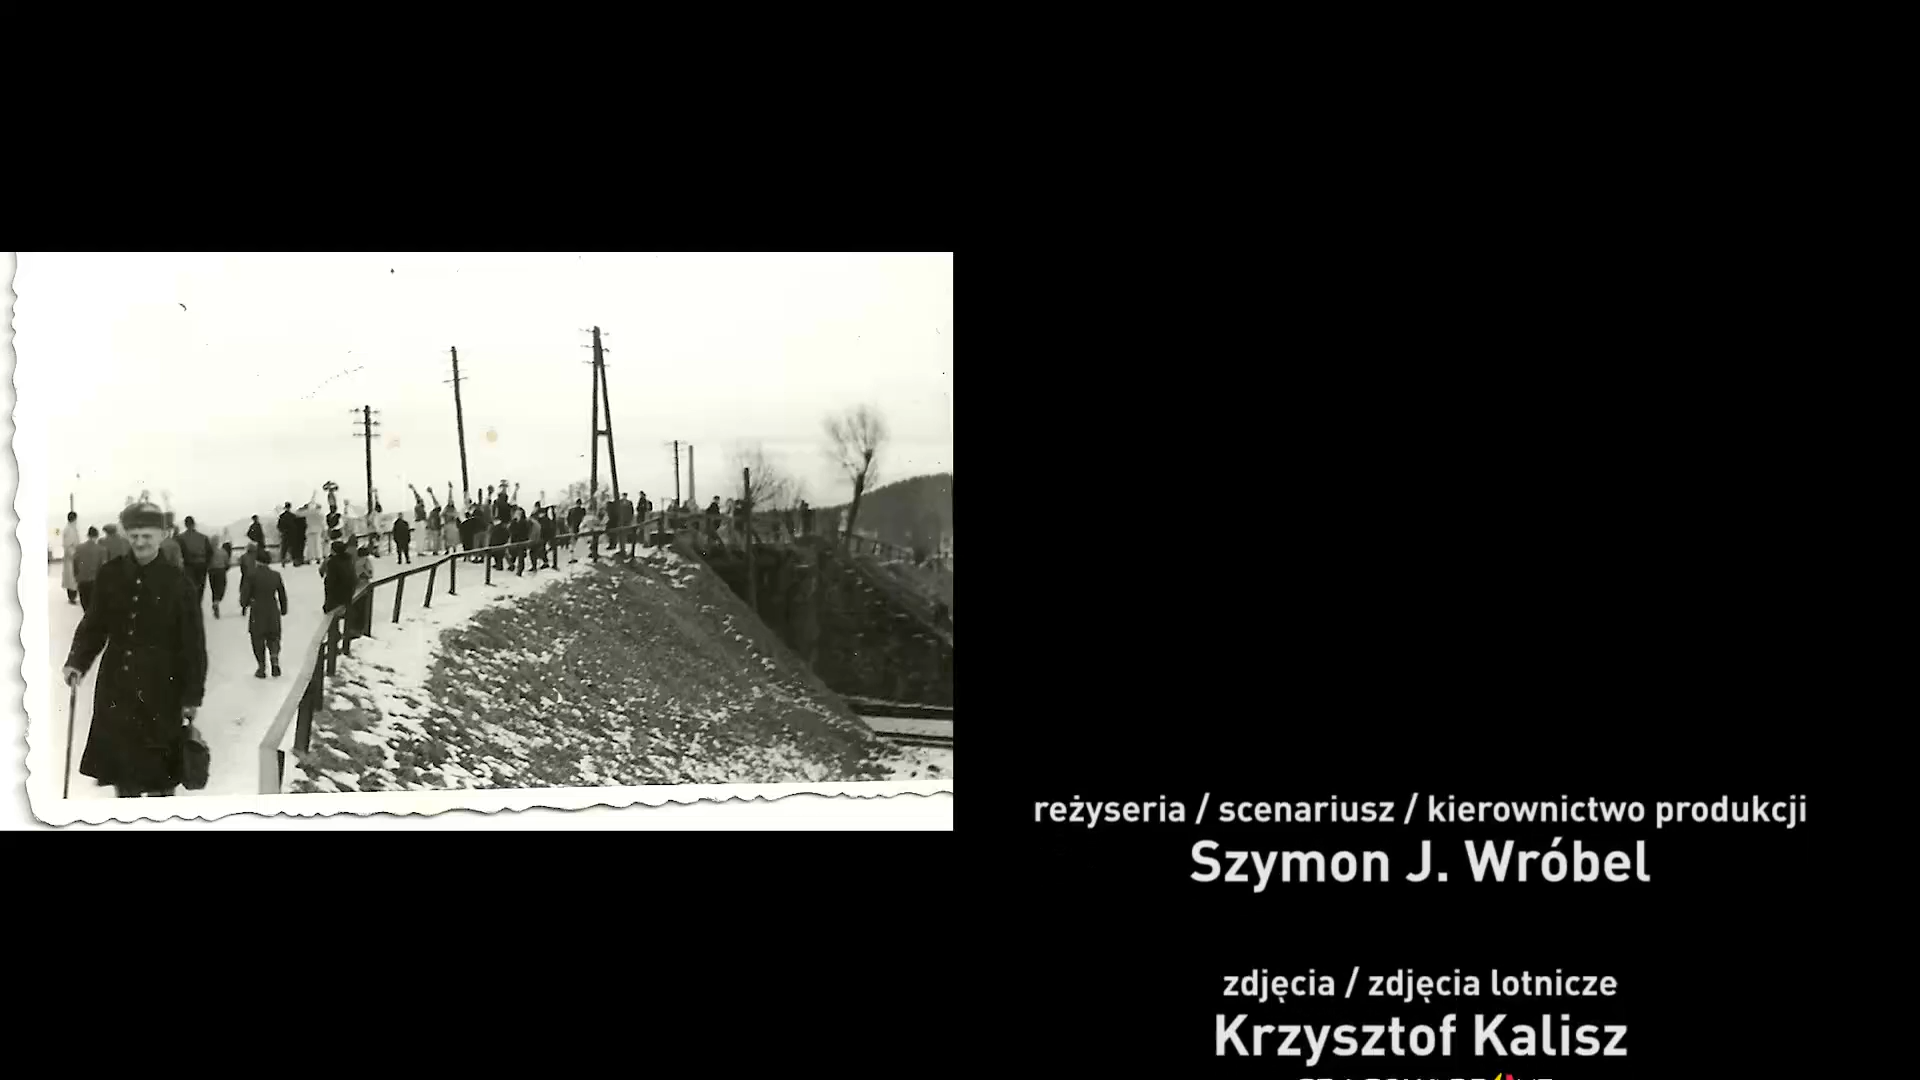 reżyseria / scenariusz / kierownictwo produkcji
Szymon J. Wróbel
zdjęcia / zdjęcia lotnicze
Krzysztof Kalisz